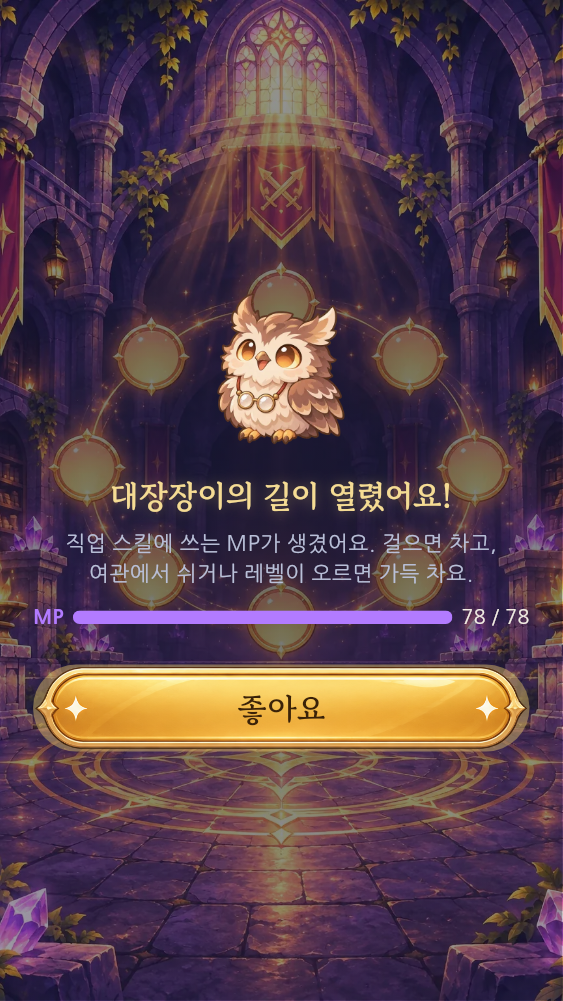 대장장이의 길이 열렸어요!
직업 스킬에 쓰는 MP가 생겼어요. 걸으면 차고,
여관에서 쉬거나 레벨이 오르면 가득 차요.
MP 78 / 78
좋아요